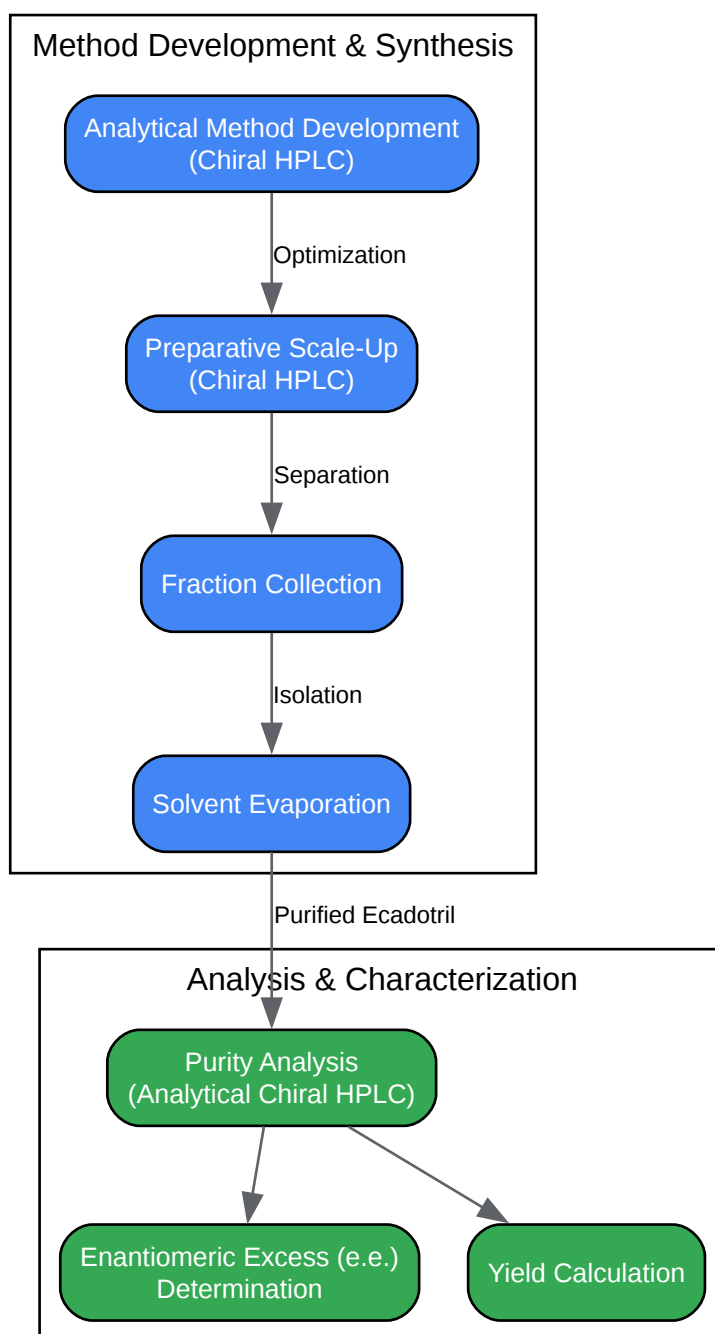 Method Development & Synthesis
Analytical Method Development
(Chiral HPLC)
Optimization
Preparative Scale-Up
(Chiral HPLC)
Separation
Fraction Collection
Isolation
Solvent Evaporation
Purified Ecadotril
Analysis & Characterization
Purity Analysis
(Analytical Chiral HPLC)
Enantiomeric Excess (e.e.)
Determination
Yield Calculation